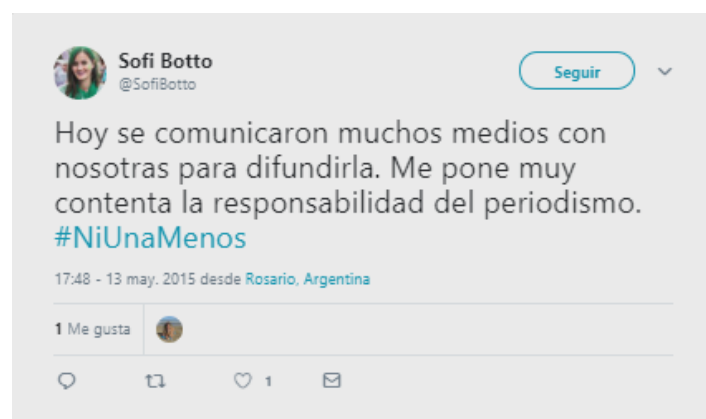 Sofi Botto
@SofiBotto
Seguir
Hoy se comunicaron muchos medios con
nosotras para difundirla. Me pone muy
contenta la responsabilidad del periodismo.
#NiUnaMenos
17:48 - 13 may. 2015 desde Rosario, Argentina
1 Me gusta
1